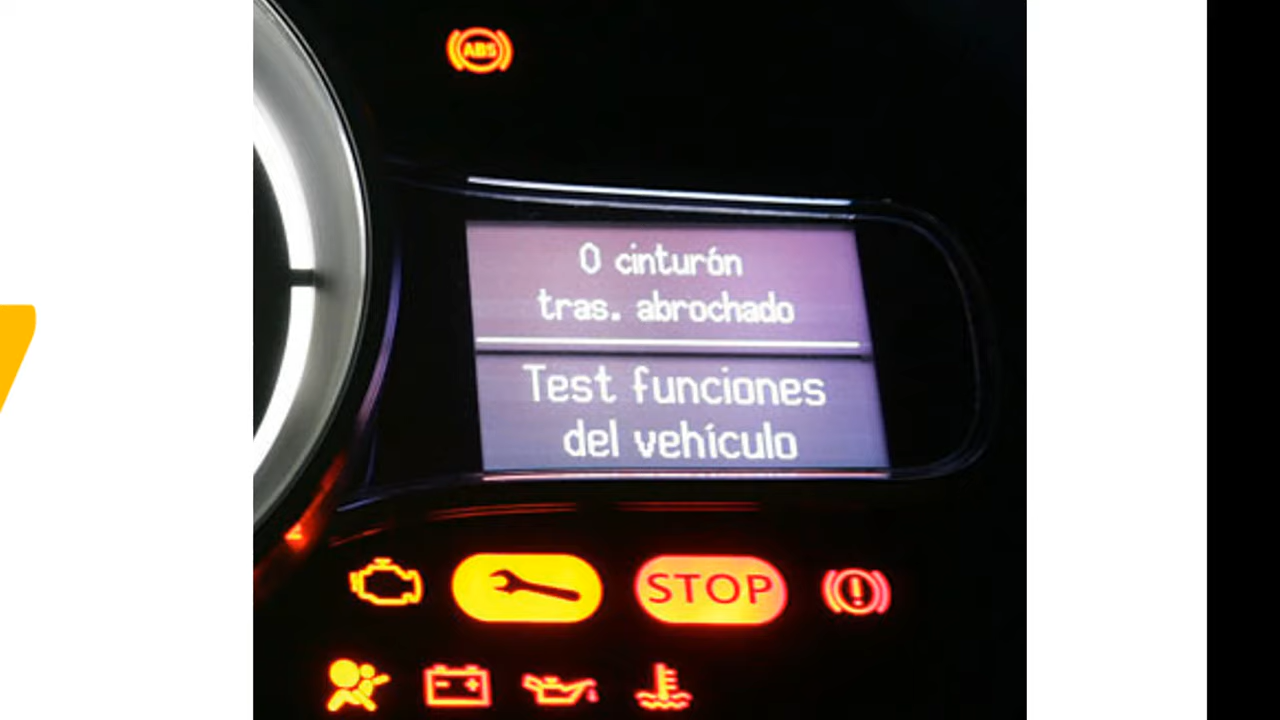 ABS
0 cinturón
tras. abrochado
Test funciones
del vehículo
STOP